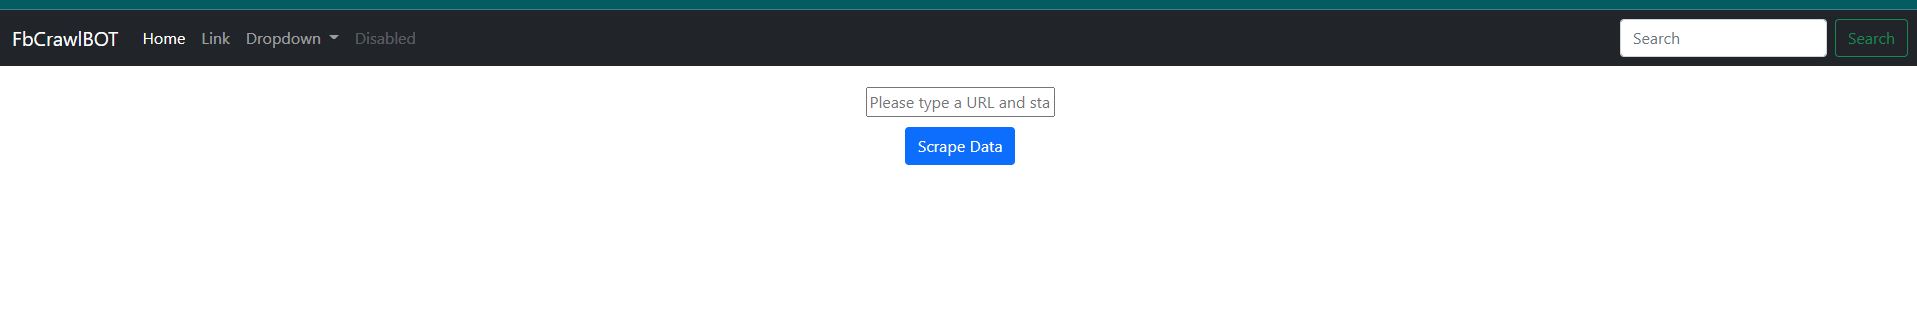 FbCrawlBOT Home Link Dropdown Disabled Search Search
Please type a URL and sta
Scrape Data